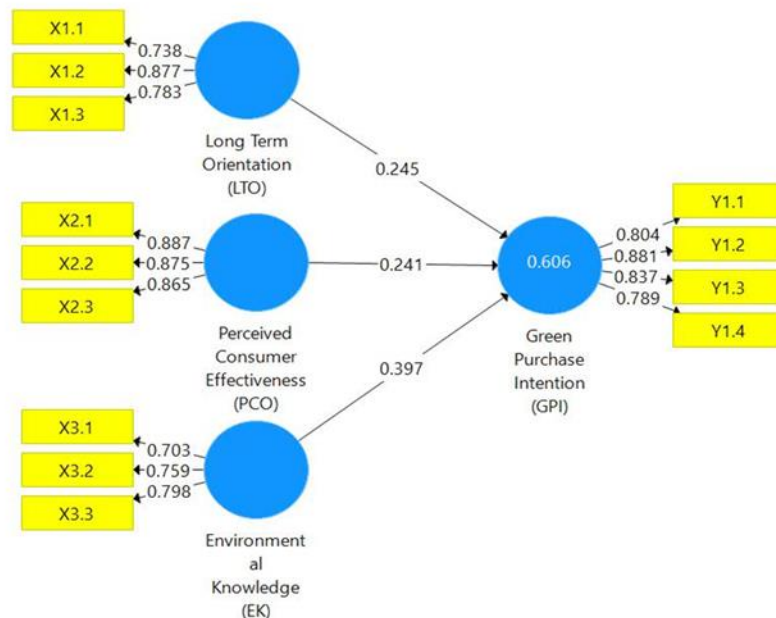 X1.1
X1.2
X1.3
0.738
0.877
0.783
Long Term
Orientation
(LTO)
0.245
X2.1
X2.2
X2.3
0.887
0.875
0.865
Perceived
Consumer
Effectiveness
(PCO)
0.241
X3.1
X3.2
X3.3
0.703
0.759
0.798
Environment
al
Knowledge
(EK)
0.397
0.606
Green
Purchase
Intention
(GPI)
0.804
0.881
0.837
0.789
Y1.1
Y1.2
Y1.3
Y1.4